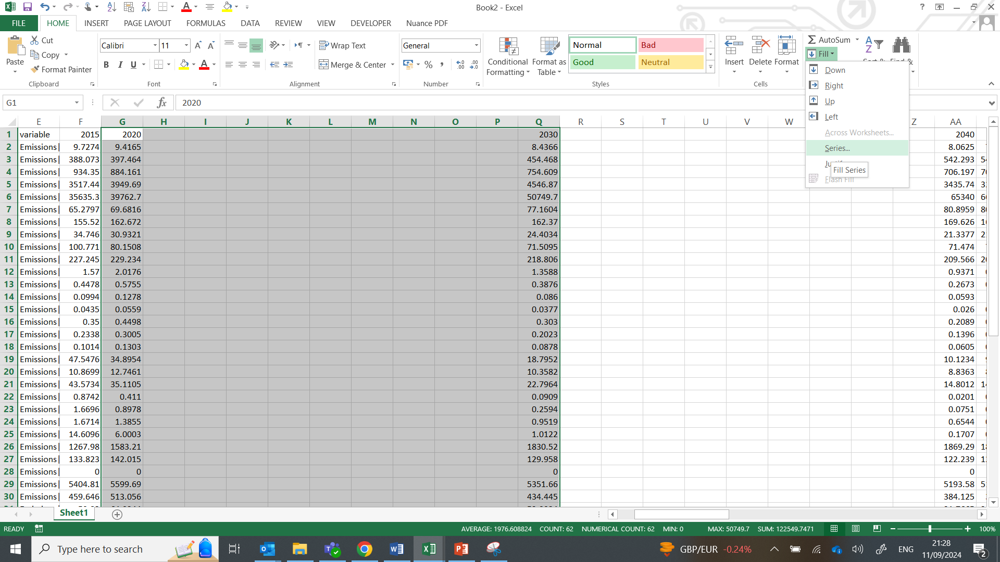 Book2 - Excel
FILE HOME INSERT PAGE LAYOUT FORMULAS DATA REVIEW VIEW DEVELOPER Nuance PDF
Cut
Copy
Format Painter
Paste
Clipboard
Calibri 11
B I U
Font
Wrap Text
Merge & Center
Alignment
General
Number
Conditional Formatting
Format as Table
Normal Bad
Good Neutral
Styles
Insert Delete Format
Cells
AutoSum
Fill
Down
Right
Up
Left
Across Worksheets...
Series...
Fill Series
Flash Fill
G1 2020
E F G H I J K L M N O P Q R S T U V W Z AA
1 variable 2015 2020 2030 2040
2 Emissions| 9.7274 9.4165 8.4366 8.0625
3 Emissions| 388.073 397.464 454.468 542.293
4 Emissions| 934.35 884.161 754.609 706.197
5 Emissions| 3517.44 3949.69 4546.87 3435.74
6 Emissions| 35635.3 39762.7 50749.7 65340
7 Emissions| 65.2797 69.6816 77.1604 80.8959
8 Emissions| 155.52 162.672 162.37 169.626
9 Emissions| 34.746 30.9321 24.4034 21.3377
10 Emissions| 100.771 80.1508 71.5095 71.474
11 Emissions| 227.245 229.234 218.806 209.566
12 Emissions| 1.57 2.0176 1.3588 0.9371
13 Emissions| 0.4478 0.5755 0.3876 0.2673
14 Emissions| 0.0994 0.1278 0.086 0.0593
15 Emissions| 0.0435 0.0559 0.0377 0.026
16 Emissions| 0.35 0.4498 0.303 0.2089
17 Emissions| 0.2338 0.3005 0.2023 0.1396
18 Emissions| 0.1014 0.1303 0.0878 0.0605
19 Emissions| 47.5476 34.8954 18.7952 10.1234
20 Emissions| 10.8699 12.7461 10.3582 8.8363
21 Emissions| 43.5734 35.1105 22.7964 14.8012
22 Emissions| 0.8742 0.411 0.0909 0.0201
23 Emissions| 1.6696 0.8978 0.2594 0.0751
24 Emissions| 1.6714 1.3855 0.9519 0.6544
25 Emissions| 14.6096 6.0003 1.0122 0.1707
26 Emissions| 1267.98 1583.21 1830.52 1869.29
27 Emissions| 133.823 142.015 129.958 122.239
28 Emissions| 0 0 0 0
29 Emissions| 5404.81 5599.69 5351.66 5193.58
30 Emissions| 459.646 513.056 434.445 384.125
Sheet1
READY AVERAGE: 1976.608824 COUNT: 62 NUMERICAL COUNT: 62 MIN: 0 MAX: 50749.7 SUM: 122549.7471 100%
Type here to search
GBP/EUR -0.24%
ENG
21:28
11/09/2024
2